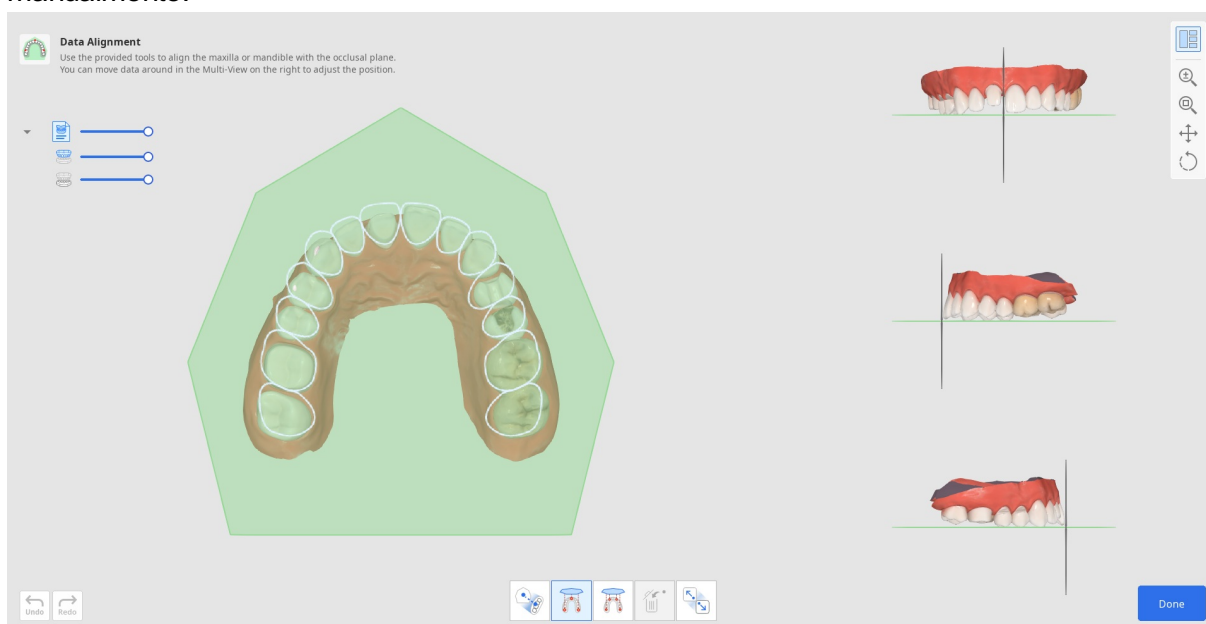 Data Alignment
Use the provided tools to align the maxilla or mandible with the occlusal plane.
You can move data around in the Multi-View on the right to adjust the position.
Undo
Redo
Done